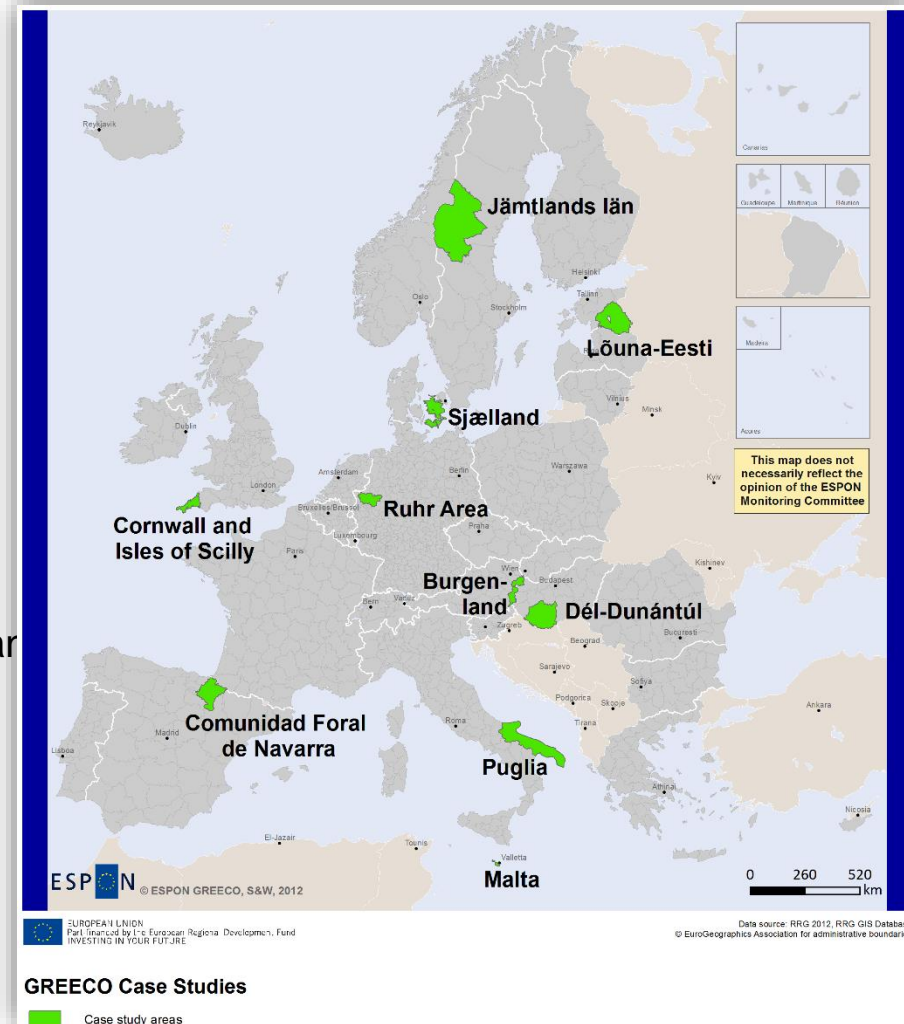 Reykjavik
Canarias
Guadeloupe Martinique Réunion
Jämtlands län
Helsinki
Oslo
Tallinn
Stockholm
Madeira
Lõuna-Eesti
Sjælland
Vilnius
Minsk
Acores
Dublin
This map does not
necessarily reflect the
opinion of the ESPON
Monitoring Committee
Amsterdam
Berlin
Warszawa
London
Kyiv
Bruxelles/Brussel
Ruhr Area
Cornwall and
Isles of Scilly
Luxembourg
Praha
Paris
Kishinev
Burgen-
land
Wien
Budapest
Bern
Vaduz
Dél-Dunántúl
Zagreb
Beograd
Bucuresti
ar
Sarajevo
Sofiya
Podgorica
Skopje
Comunidad Foral
de Navarra
Madrid
Roma
Tirana
Ankara
Lisboa
Puglia
Athinai
Nicosia
El-Jazair
Tounis
Valletta
Malta
ESPON © ESPON GREECO, S&W, 2012
0 260 520
km
EUROPEAN UNION
Part-financed by the European Regional Development Fund
INVESTING IN YOUR FUTURE
Data source: RRG 2012, RRG GIS Databas
© EuroGeographics Association for administrative boundarie
GREECO Case Studies
Case study areas